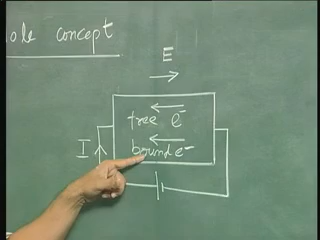 ole concept
E
free e⁻
I
bound e⁻